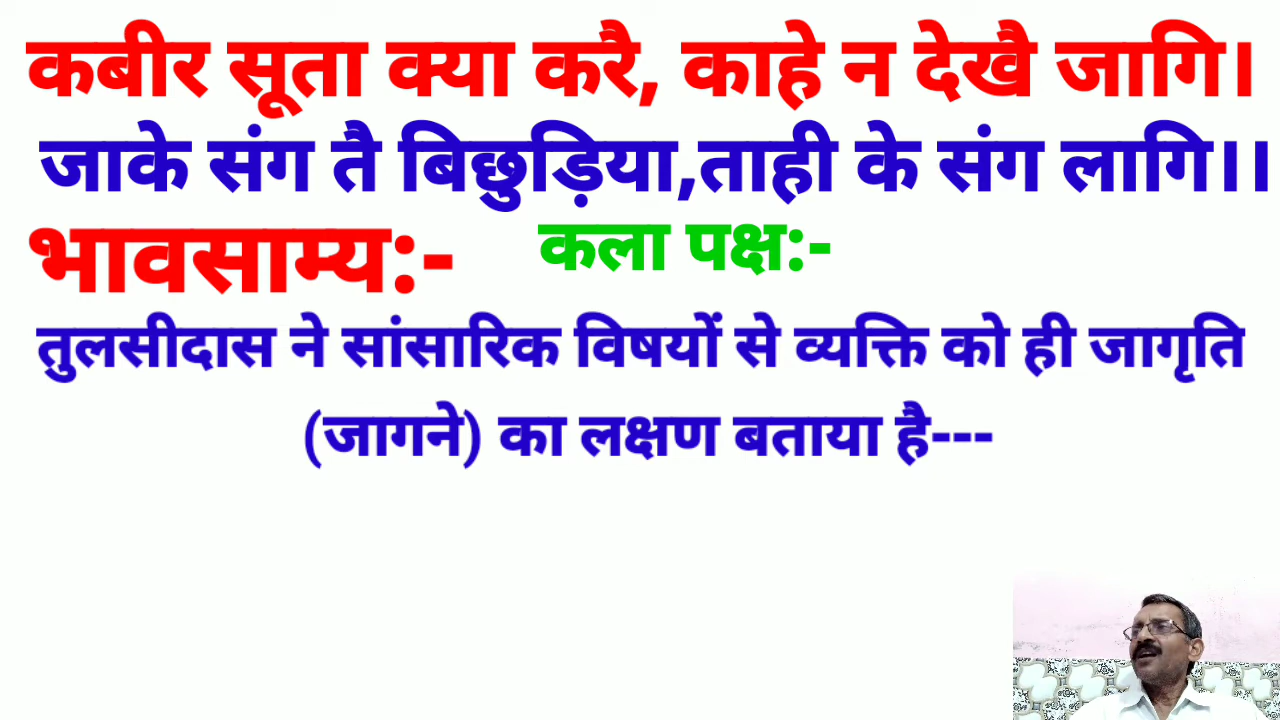 कबीर सूता क्या करै, काहे न देखै जागि।
जाके संग तै बिछुड़िया,ताही के संग लागि।।
भावसाम्य:- कला पक्ष:-
तुलसीदास ने सांसारिक विषयों से व्यक्ति को ही जागृति
(जागने) का लक्षण बताया है---